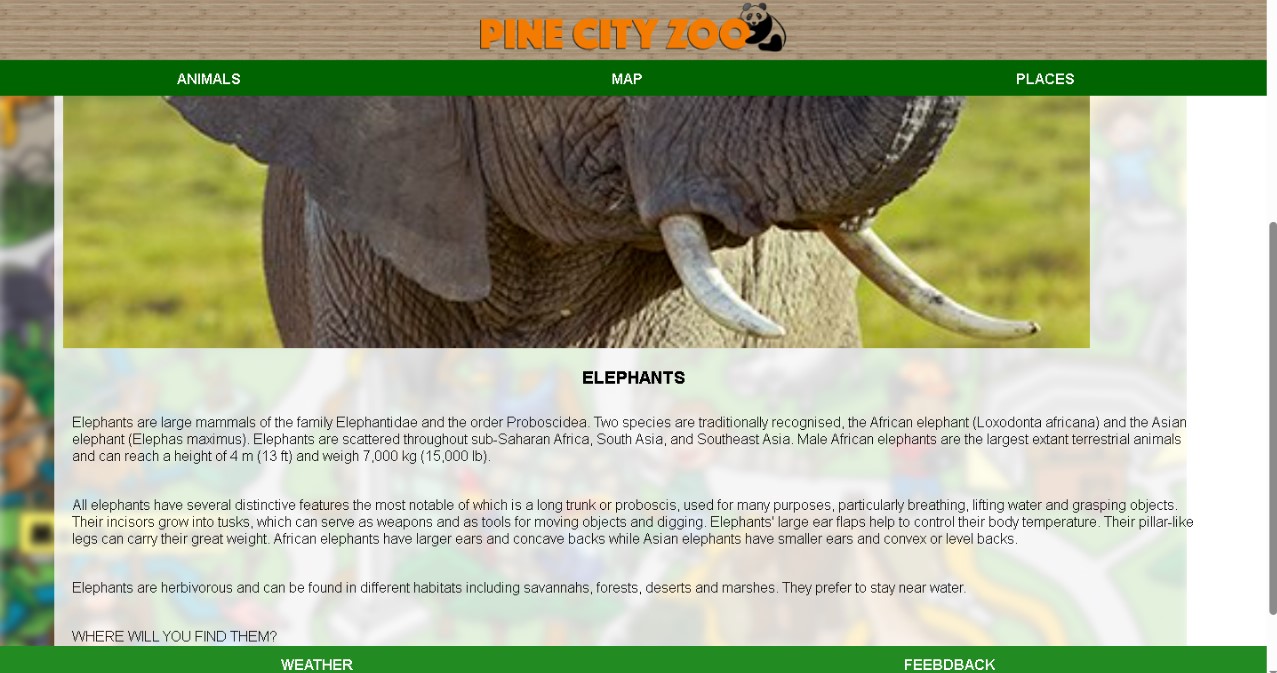 PINE CITY ZOO
ANIMALS MAP PLACES
ELEPHANTS
Elephants are large mammals of the family Elephantidae and the order Proboscidea. Two species are traditionally recognised, the African elephant (Loxodonta africana) and the Asian
elephant (Elephas maximus). Elephants are scattered throughout sub-Saharan Africa, South Asia, and Southeast Asia. Male African elephants are the largest extant terrestrial animals
and can reach a height of 4 m (13 ft) and weigh 7,000 kg (15,000 lb).
All elephants have several distinctive features the most notable of which is a long trunk or proboscis, used for many purposes, particularly breathing, lifting water and grasping objects.
Their incisors grow into tusks, which can serve as weapons and as tools for moving objects and digging. Elephants' large ear flaps help to control their body temperature. Their pillar-like
legs can carry their great weight. African elephants have larger ears and concave backs while Asian elephants have smaller ears and convex or level backs.
Elephants are herbivorous and can be found in different habitats including savannahs, forests, deserts and marshes. They prefer to stay near water.
WHERE WILL YOU FIND THEM?
WEATHER FEEBDBACK